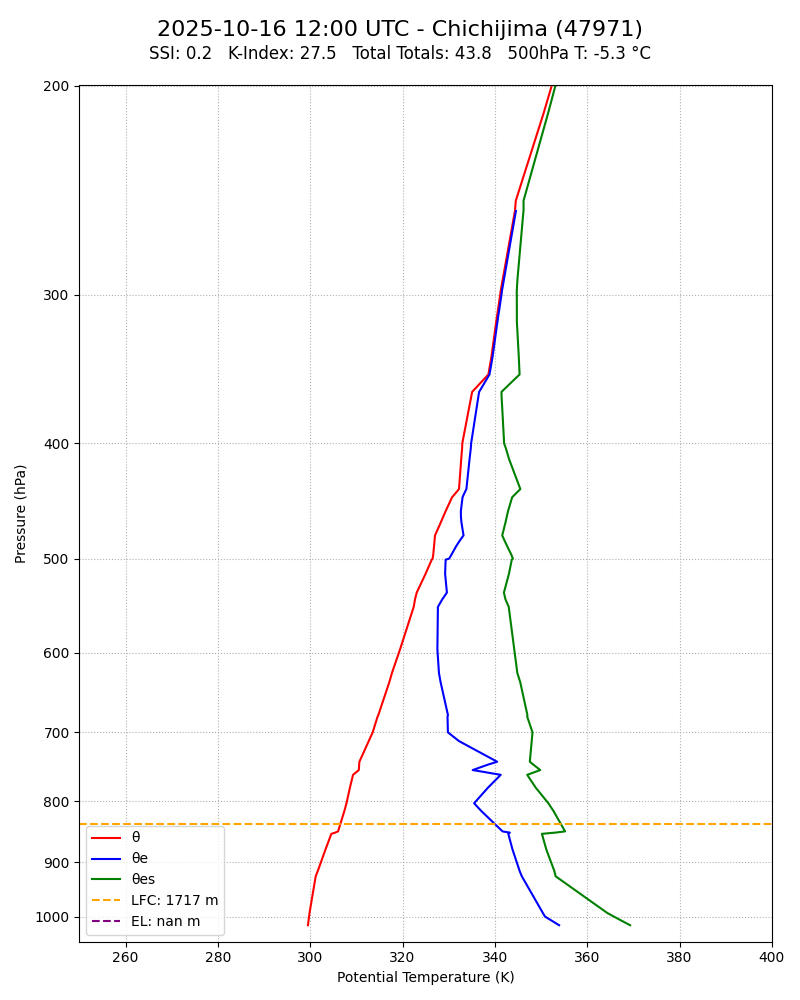 2025-10-16 12:00 UTC - Chichijima (47971)
SSI: 0.2 K-Index: 27.5 Total Totals: 43.8 500hPa T: -5.3 °C
200
300
400
500
600
700
800
900
1000
Pressure (hPa)
θ
θe
θes
LFC: 1717 m
EL: nan m
260 280 300 320 340 360 380 400
Potential Temperature (K)